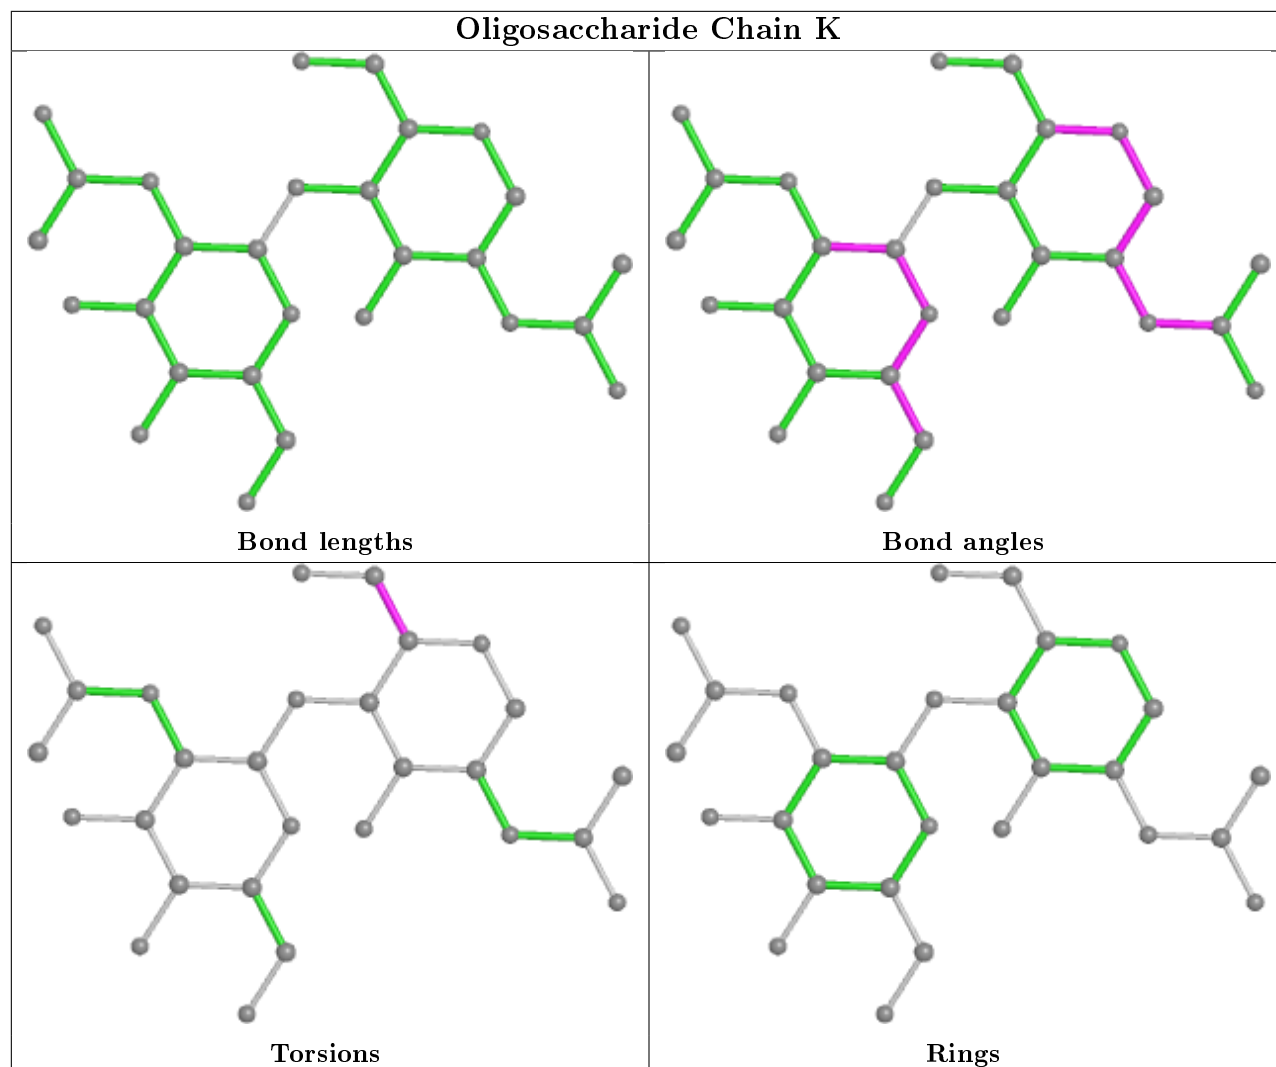 Oligosaccharide Chain K
Bond lengths
Bond angles
Torsions
Rings